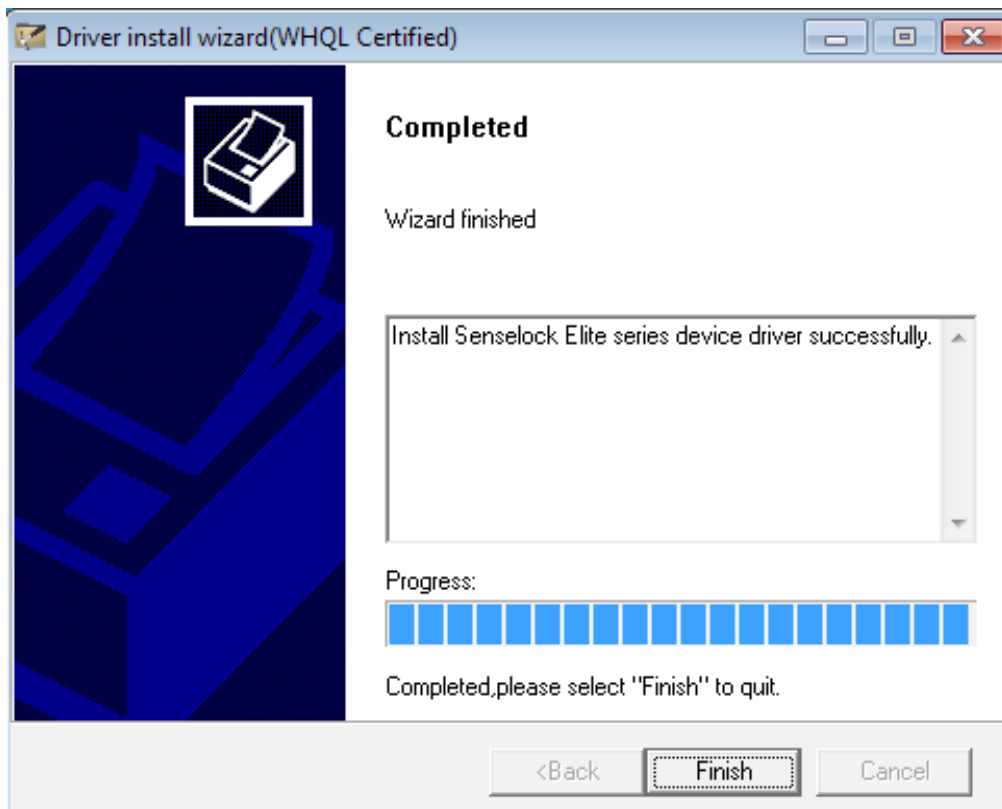 Driver install wizard(WHQL Certified)
Completed
Wizard finished
Install Senselock Elite series device driver successfully.
Progress:
Completed,please select "Finish" to quit.
<Back
Finish
Cancel